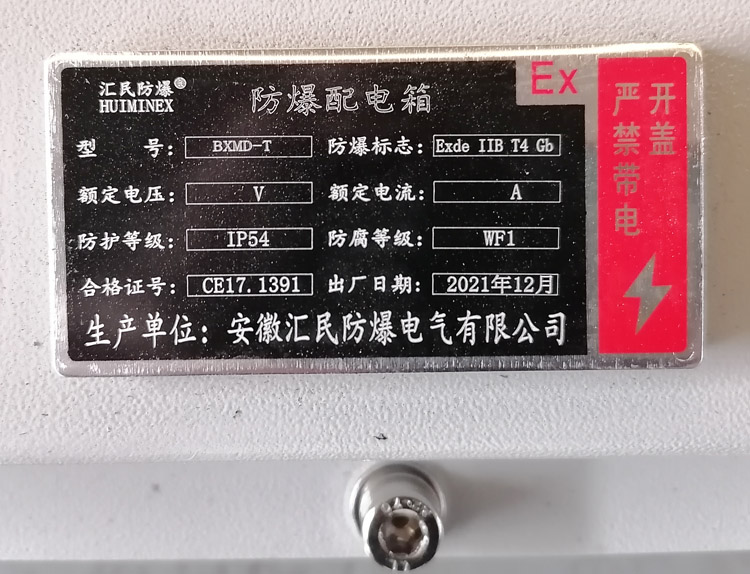 汇民防爆®
HUIMINEX
防爆配电箱
Ex
型 号: BXMD-T 防爆标志: Exde IIB T4 Gb
额定电压: V 额定电流: A
防护等级: IP54 防腐等级: WF1
合格证号: CE17.1391 出厂日期: 2021年12月
生产单位: 安徽汇民防爆电气有限公司
严禁带电
开盖